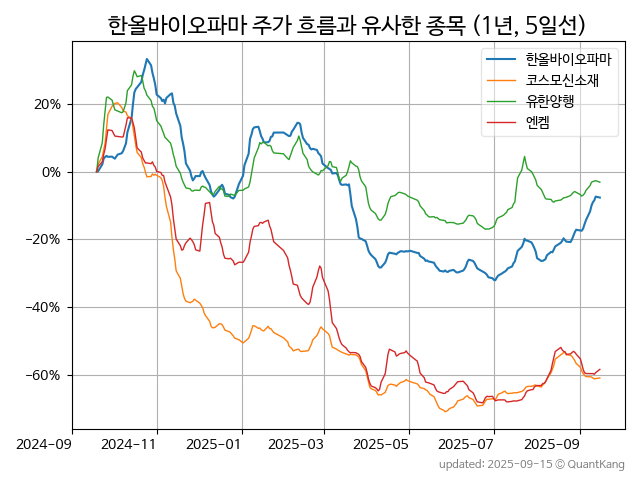 한올바이오파마 주가 흐름과 유사한 종목 (1년, 5일선)
한올바이오파마
코스모신소재
유한양행
엔켐
20%
0%
−20%
−40%
−60%
2024−09
2024−11
2025−01
2025−03
2025−05
2025−07
2025−09
updated: 2025-09-15 © QuantKang